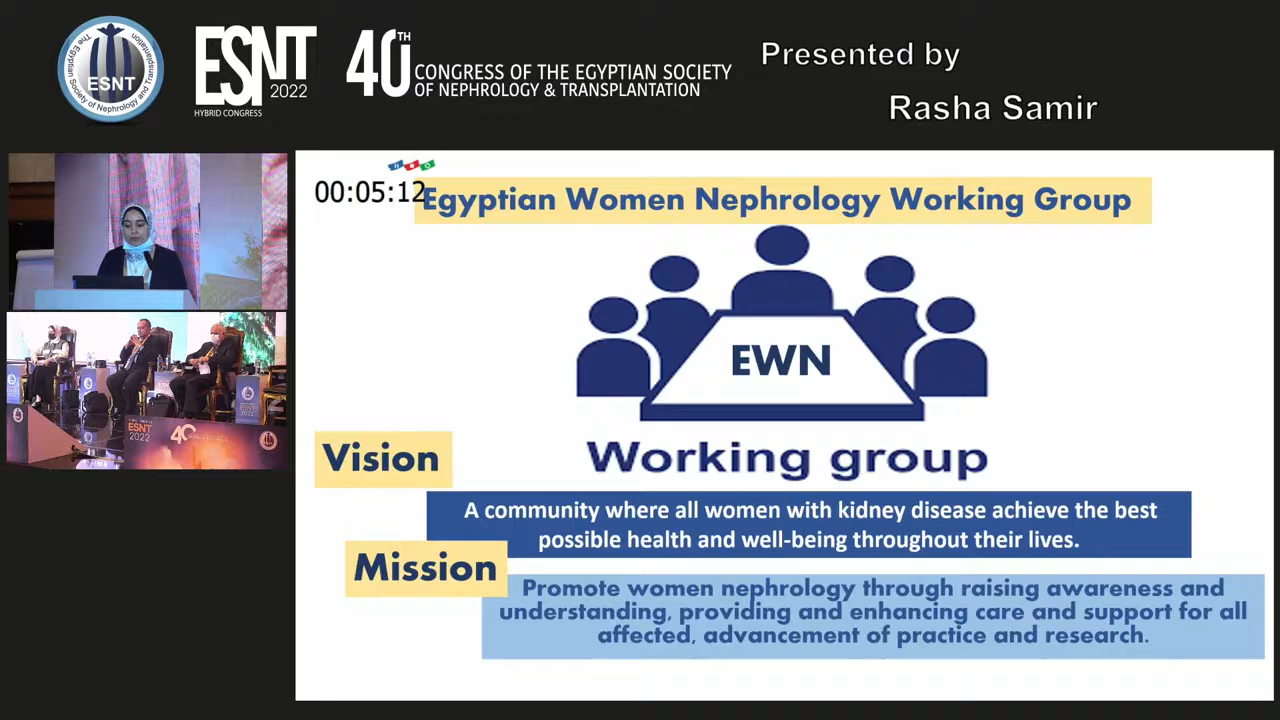 The Egyptian Society of Nephrology and Transplantation
ESNT
ESNT
2022
HYBRID CONGRESS
40TH
CONGRESS OF THE EGYPTIAN SOCIETY
OF NEPHROLOGY & TRANSPLANTATION
Presented by
Rasha Samir
00:05:12
Egyptian Women Nephrology Working Group
EWN
Working group
Vision
A community where all women with kidney disease achieve the best
possible health and well-being throughout their lives.
Mission
Promote women nephrology through raising awareness and
understanding, providing and enhancing care and support for all
affected, advancement of practice and research.
ESNT
2022
40